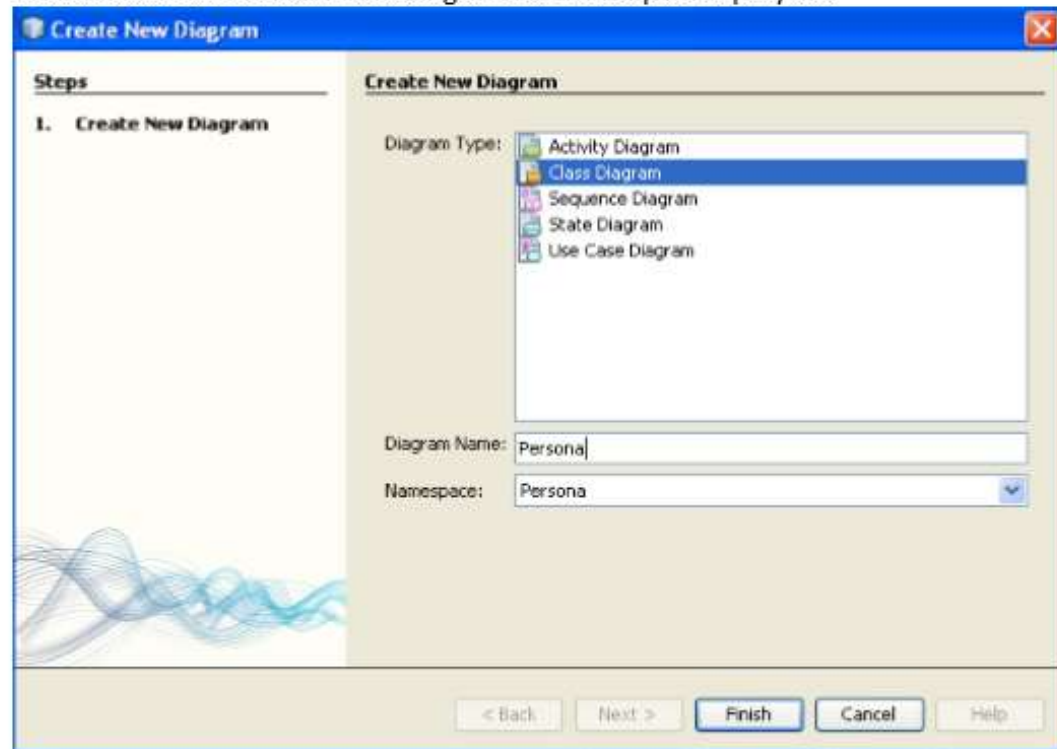 Create New Diagram
Steps
1. Create New Diagram
Create New Diagram
Diagram Type:
Activity Diagram
Class Diagram
Sequence Diagram
State Diagram
Use Case Diagram
Diagram Name: Persona
Namespace: Persona
< Back Next > Finish Cancel Help